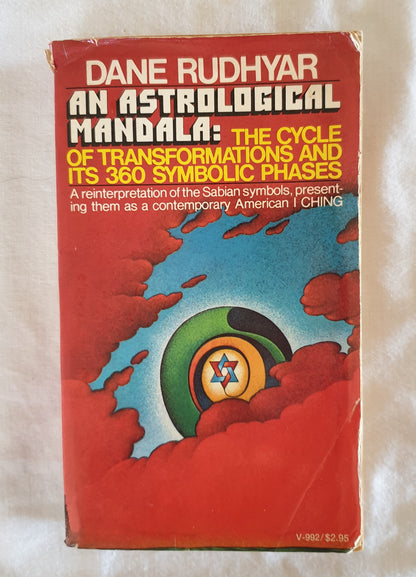 DANE RUDHYAR
AN ASTROLOGICAL
MANDALA: THE CYCLE
OF TRANSFORMATIONS AND
ITS 360 SYMBOLIC PHASES
A reinterpretation of the Sabian symbols, present-
ing them as a contemporary American I CHING
V-992/$2.95